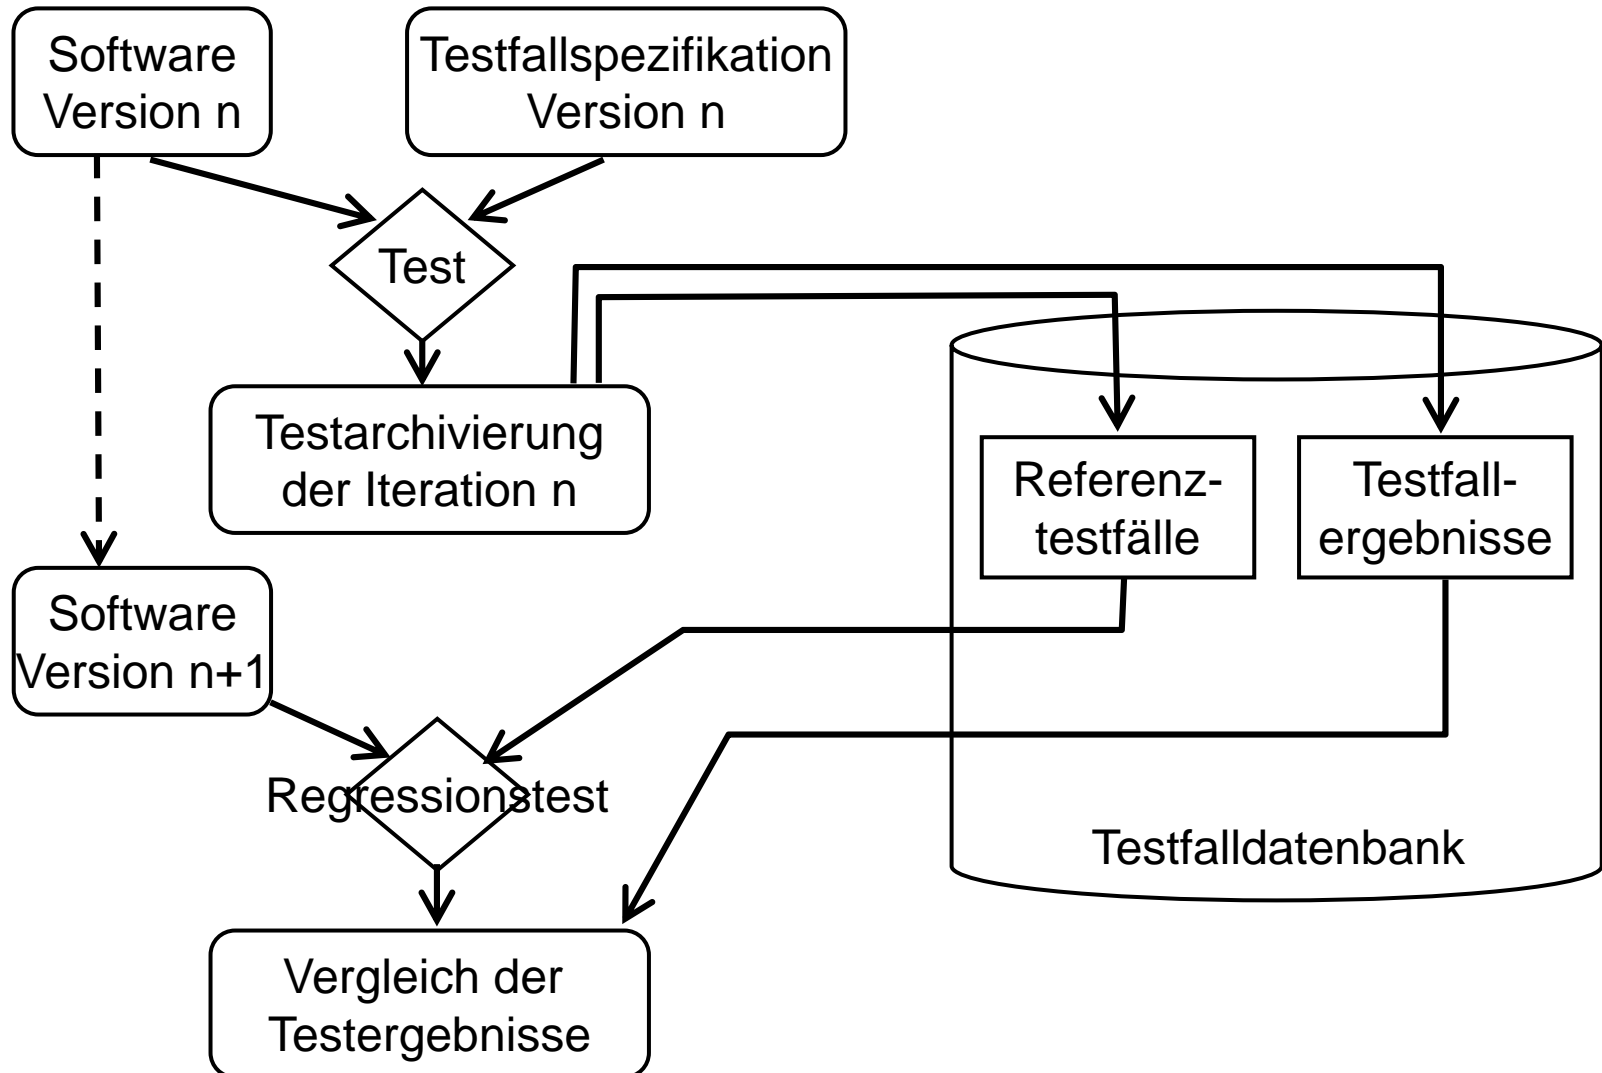 Software
Version n
Testfallspezifikation
Version n
Test
Testarchivierung
der Iteration n
Referenz-
testfälle
Testfall-
ergebnisse
Software
Version n+1
Regressionstest
Testfalldatenbank
Vergleich der
Testergebnisse